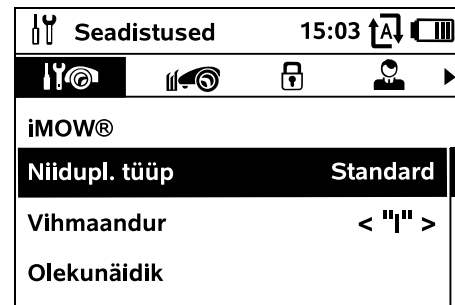 Seadistused 15:03 A
iMOW®
Niidupl. tüüp Standard
Vihmaandur < "I" >
Olekunäidik